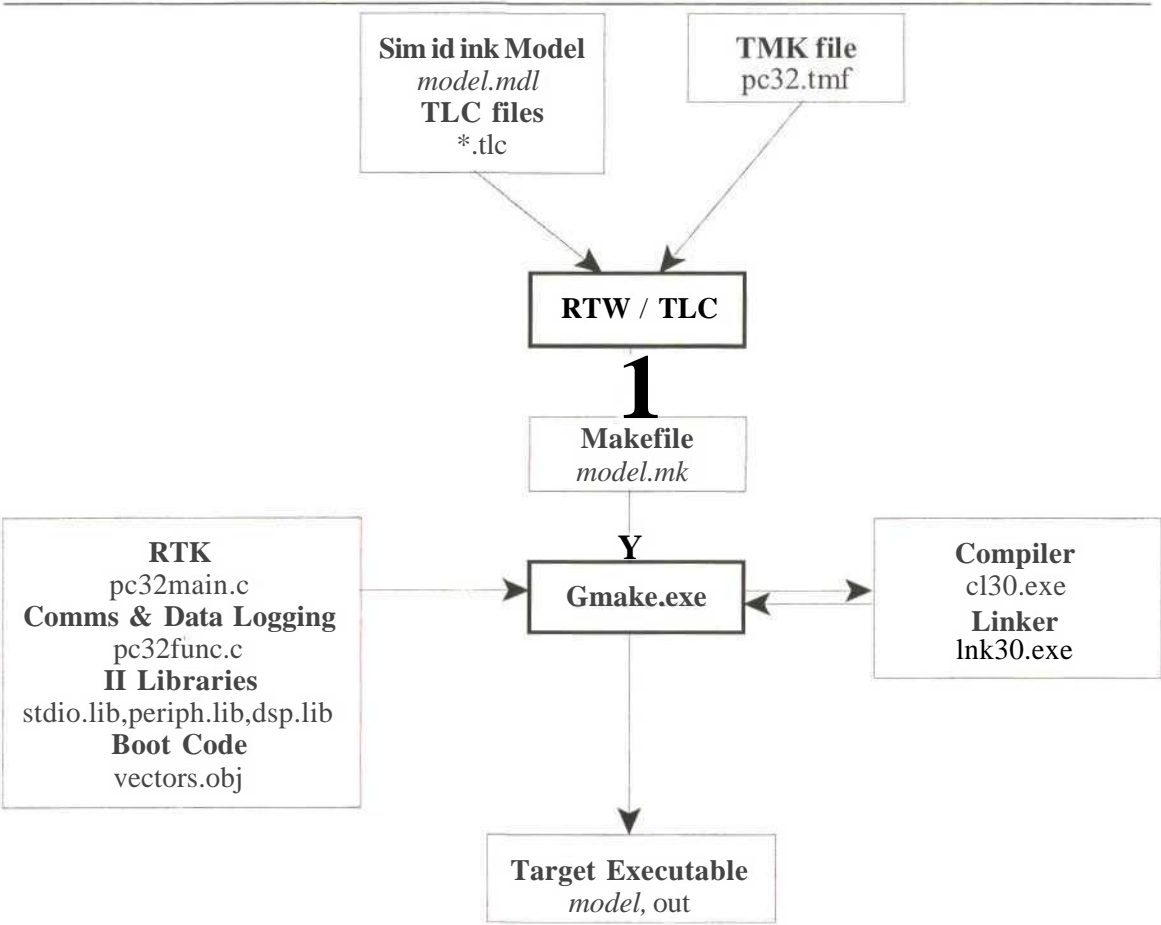 Sim id ink Model
model.mdl
TLC files
*.tlc
TMK file
pc32.tmf
RTW / TLC
1
Makefile
model.mk
Y
RTK
pc32main.c
Comms & Data Logging
pc32func.c
II Libraries
stdio.lib,periph.lib,dsp.lib
Boot Code
vectors.obj
Gmake.exe
Compiler
cl30.exe
Linker
lnk30.exe
Target Executable
model, out